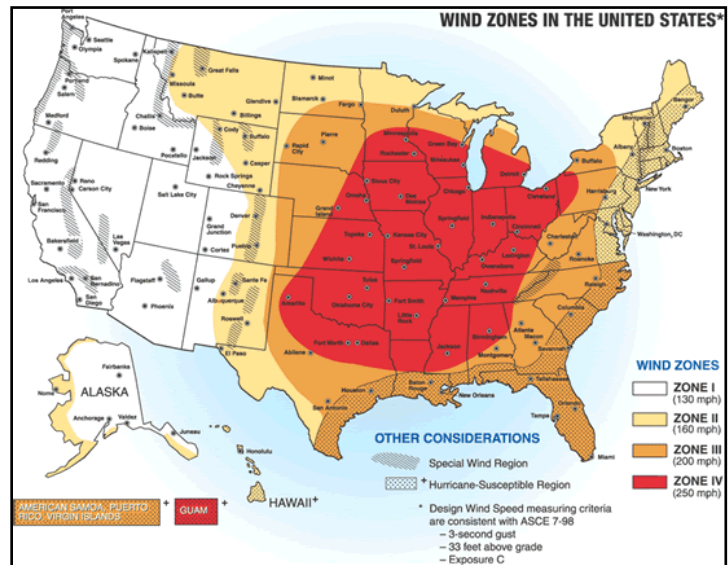 WIND ZONES IN THE UNITED STATES*
Port
Angeles
Seattle
Olympia
Spokane
Kalispell
Great Falls
Minot
Portland
Salem
Missoula
Butte
Glendive
Bismarck
Fargo
Duluth
Billings
Medford
Challis
Boise
Cody
Buffalo
Pierre
Rapid
City
Minneapolis
Rochester
Green Bay
Milwaukee
Montpelier
Bangor
Albany
Boston
Buffalo
Pocatello
Jackson
Casper
Redding
Rock Springs
Cheyenne
Sioux City
Detroit
New York
Reno
Carson City
Sacramento
San
Francisco
Salt Lake City
Grand
Island
Omaha
Des
Moines
Chicago
Cleveland
Harrisburg
Denver
Grand
Junction
Pueblo
Topeka
Kansas City
Springfield
Indianapolis
Cincinnati
Washington, DC
Las
Vegas
Cortez
St. Louis
Charleston
Bakersfield
Wichita
Springfield
Owensboro
Lexington
Roanoke
Los Angeles
San
Bernadino
Flagstaff
Gallup
Santa Fe
Tulsa
Nashville
Raleigh
San
Diego
Phoenix
Albuquerque
Amarillo
Oklahoma City
Fort Smith
Memphis
Little
Rock
Columbia
Roswell
Atlanta
Macon
Birmingham
El Paso
Abilene
Fort Worth
Dallas
Jackson
Montgomery
Savannah
Houston
Baton
Rouge
Tallahassee
San Antonio
New Orleans
Orlando
Tampa
Miami
Fairbanks
Nome
ALASKA
Anchorage
Valdez
Juneau
Honolulu
HAWAII+
AMERICAN SAMOA, PUERTO
RICO, VIRGIN ISLANDS
+
GUAM
+
WIND ZONES
ZONE I
(130 mph)
ZONE II
(160 mph)
ZONE III
(200 mph)
ZONE IV
(250 mph)
OTHER CONSIDERATIONS
Special Wind Region
+ Hurricane-Susceptible Region
* Design Wind Speed measuring criteria
are consistent with ASCE 7-98
– 3-second gust
– 33 feet above grade
– Exposure C